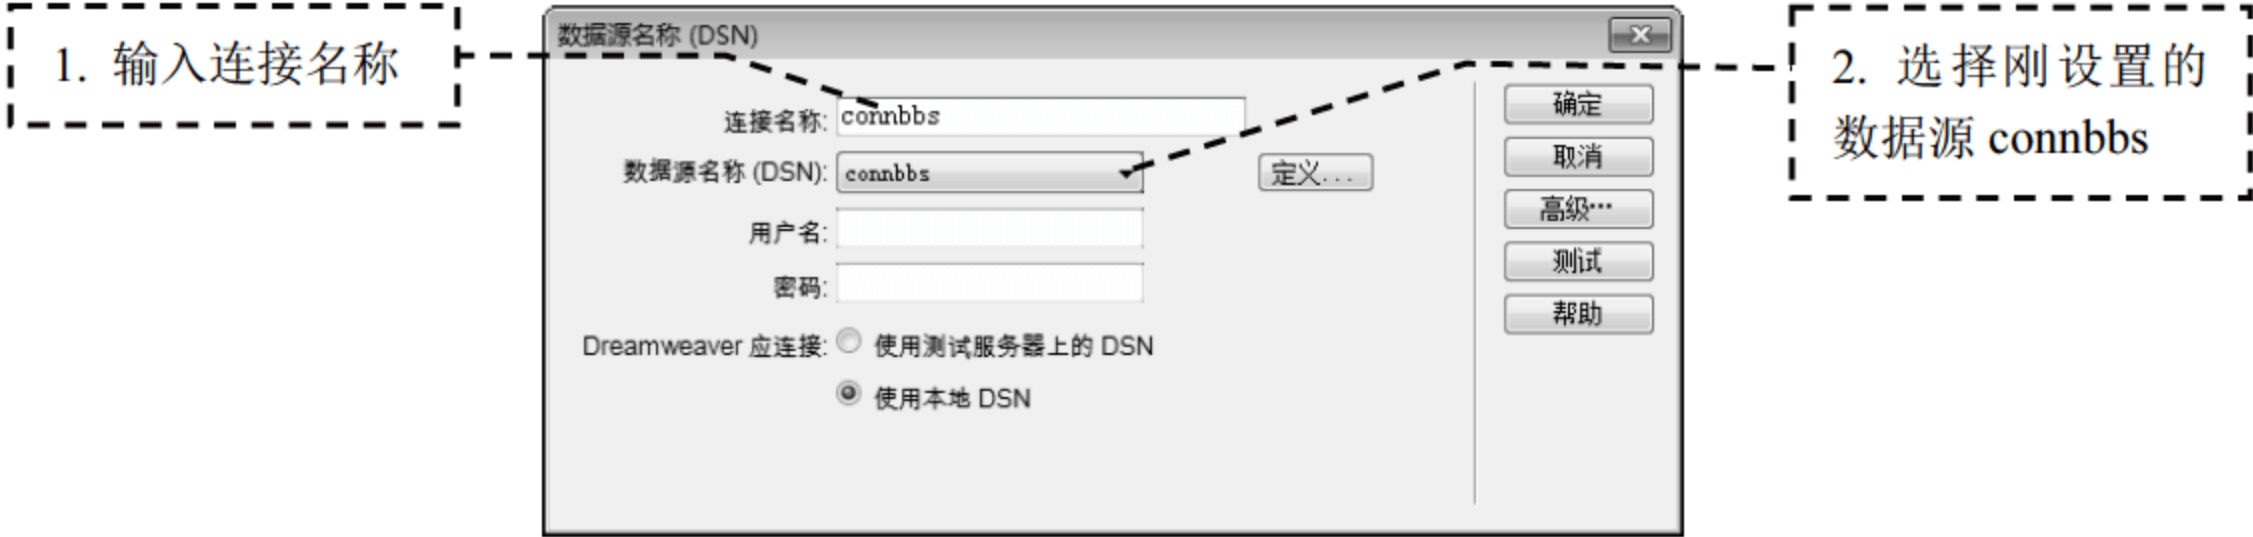 1. 输入连接名称
数据源名称 (DSN)
2. 选择刚设置的
数据源 connbbs
连接名称: connbbs
数据源名称 (DSN): connbbs
定义...
用户名:
密码:
Dreamweaver 应连接: 使用测试服务器上的 DSN
使用本地 DSN
确定
取消
高级…
测试
帮助